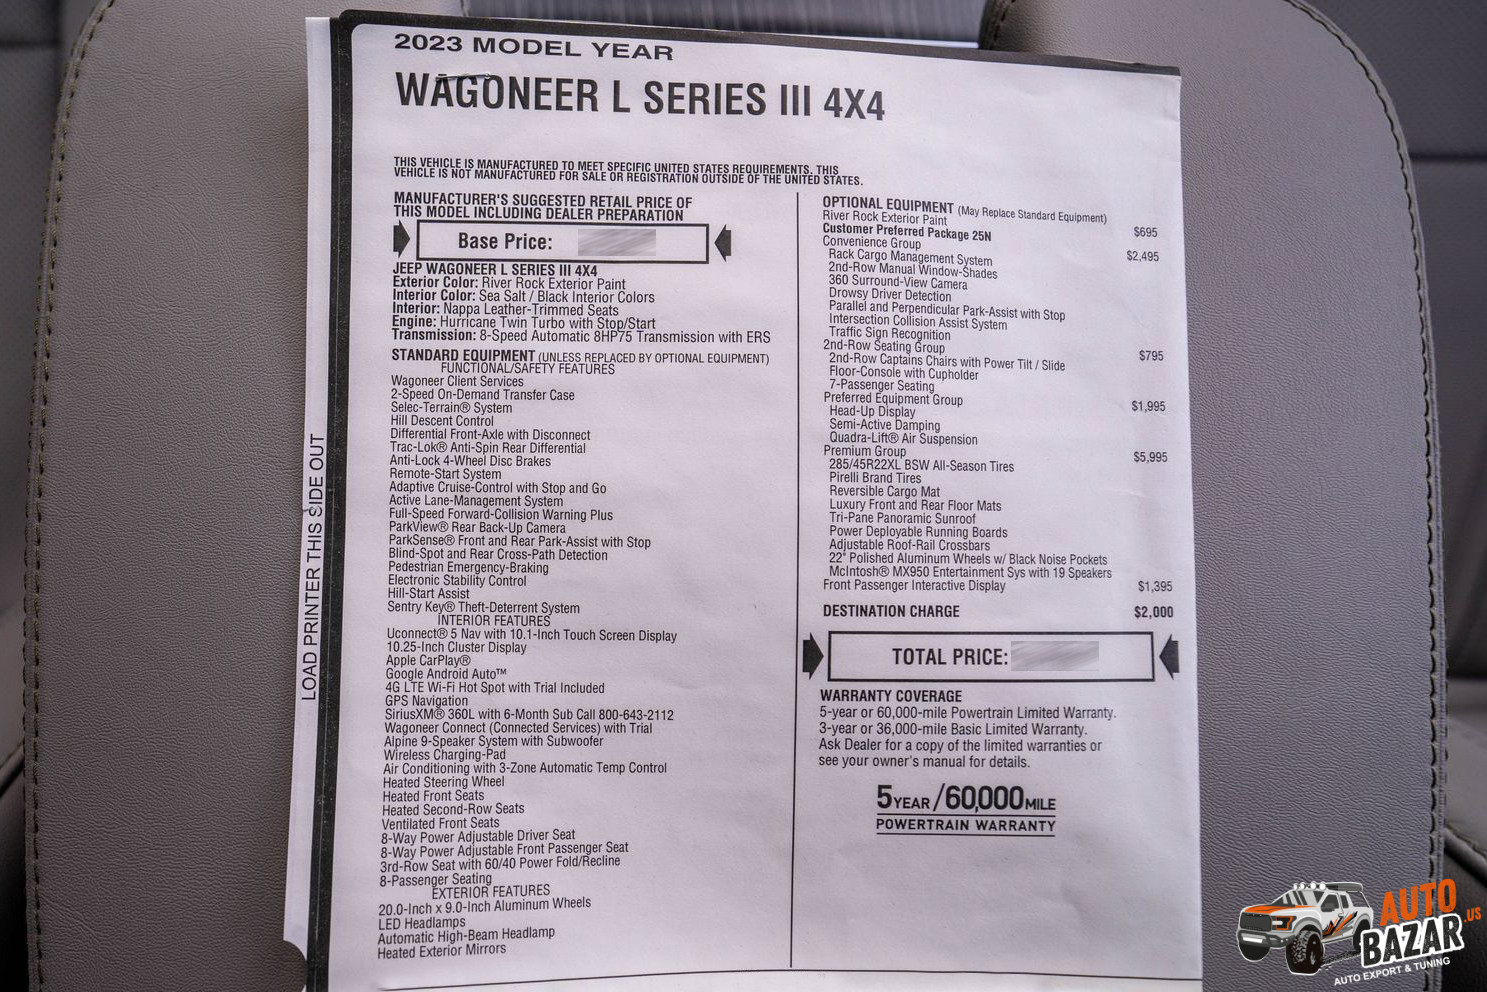 2023 MODEL YEAR
WAGONEER L SERIES III 4X4
THIS VEHICLE IS MANUFACTURED TO MEET SPECIFIC UNITED STATES REQUIREMENTS. THIS
VEHICLE IS NOT MANUFACTURED FOR SALE OR REGISTRATION OUTSIDE OF THE UNITED STATES.
MANUFACTURER'S SUGGESTED RETAIL PRICE OF
THIS MODEL INCLUDING DEALER PREPARATION
Base Price:
JEEP WAGONEER L SERIES III 4X4
Exterior Color: River Rock Exterior Paint
Interior Color: Sea Salt / Black Interior Colors
Interior: Nappa Leather-Trimmed Seats
Engine: Hurricane Twin Turbo with Stop/Start
Transmission: 8-Speed Automatic 8HP75 Transmission with ERS
STANDARD EQUIPMENT (UNLESS REPLACED BY OPTIONAL EQUIPMENT)
FUNCTIONAL/SAFETY FEATURES
Wagoneer Client Services
2-Speed On-Demand Transfer Case
Selec-Terrain® System
Hill Descent Control
Differential Front-Axle with Disconnect
Trac-Lok® Anti-Spin Rear Differential
Anti-Lock 4-Wheel Disc Brakes
Remote-Start System
Adaptive Cruise-Control with Stop and Go
Active Lane-Management System
Full-Speed Forward-Collision Warning Plus
ParkView® Rear Back-Up Camera
ParkSense® Front and Rear Park-Assist with Stop
Blind-Spot and Rear Cross-Path Detection
Pedestrian Emergency-Braking
Electronic Stability Control
Hill-Start Assist
Sentry Key® Theft-Deterrent System
INTERIOR FEATURES
Uconnect® 5 Nav with 10.1-Inch Touch Screen Display
10.25-Inch Cluster Display
Apple CarPlay®
Google Android Auto™
4G LTE Wi-Fi Hot Spot with Trial Included
GPS Navigation
SiriusXM® 360L with 6-Month Sub Call 800-643-2112
Wagoneer Connect (Connected Services) with Trial
Alpine 9-Speaker System with Subwoofer
Wireless Charging-Pad
Air Conditioning with 3-Zone Automatic Temp Control
Heated Steering Wheel
Heated Front Seats
Heated Second-Row Seats
Ventilated Front Seats
8-Way Power Adjustable Driver Seat
8-Way Power Adjustable Front Passenger Seat
3rd-Row Seat with 60/40 Power Fold/Recline
8-Passenger Seating
EXTERIOR FEATURES
20.0-Inch x 9.0-Inch Aluminum Wheels
LED Headlamps
Automatic High-Beam Headlamp
Heated Exterior Mirrors
OPTIONAL EQUIPMENT (May Replace Standard Equipment)
River Rock Exterior Paint $695
Customer Preferred Package 25N
Convenience Group $2,495
Rack Cargo Management System
2nd-Row Manual Window-Shades
360 Surround-View Camera
Drowsy Driver Detection
Parallel and Perpendicular Park-Assist with Stop
Intersection Collision Assist System
Traffic Sign Recognition
2nd-Row Seating Group $795
2nd-Row Captains Chairs with Power Tilt / Slide
Floor-Console with Cupholder
7-Passenger Seating
Preferred Equipment Group $1,995
Head-Up Display
Semi-Active Damping
Quadra-Lift® Air Suspension
Premium Group $5,995
285/45R22XL BSW All-Season Tires
Pirelli Brand Tires
Reversible Cargo Mat
Luxury Front and Rear Floor Mats
Tri-Pane Panoramic Sunroof
Power Deployable Running Boards
Adjustable Roof-Rail Crossbars
22" Polished Aluminum Wheels w/ Black Noise Pockets
McIntosh® MX950 Entertainment Sys with 19 Speakers
Front Passenger Interactive Display $1,395
DESTINATION CHARGE $2,000
TOTAL PRICE:
WARRANTY COVERAGE
5-year or 60,000-mile Powertrain Limited Warranty.
3-year or 36,000-mile Basic Limited Warranty.
Ask Dealer for a copy of the limited warranties or
see your owner's manual for details.
5 YEAR / 60,000 MILE
POWERTRAIN WARRANTY
LOAD PRINTER THIS SIDE OUT
AUTO
BAZAR.US
AUTO EXPORT & TUNING